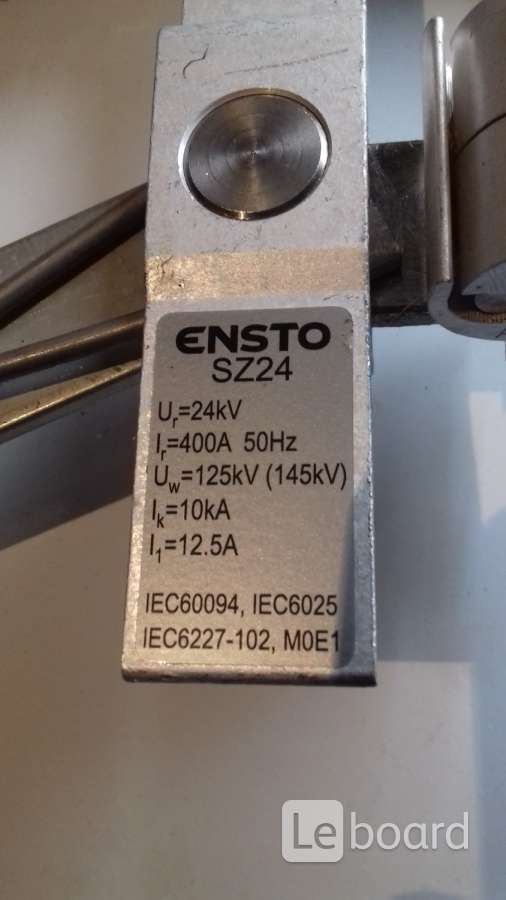 ENSTO
SZ24
Ur=24kV
Ir=400A 50Hz
Uw=125kV (145kV)
Ik=10kA
I1=12.5A
IEC60094, IEC6025
IEC6227-102, M0E1
Leboard